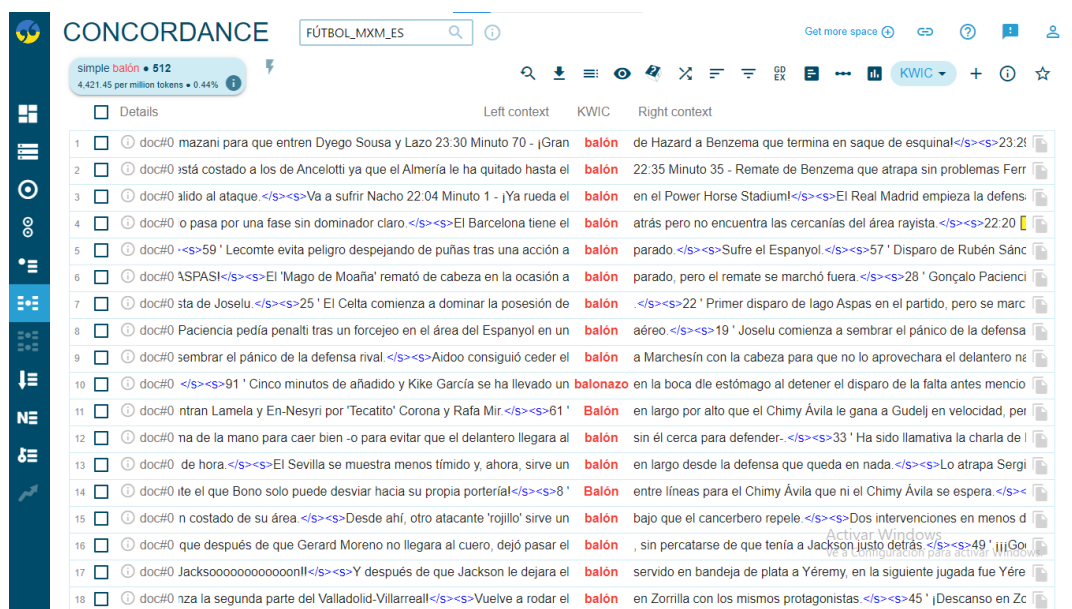 CONCORDANCE FÚTBOL_MXM_ES Get more space
simple balón • 512
4,421.45 per million tokens • 0.44%
GD EX KWIC
Details Left context KWIC Right context
1 doc#0 mazani para que entren Dyego Sousa y Lazo 23:30 Minuto 70 - ¡Gran balón de Hazard a Benzema que termina en saque de esquina!</s><s>23:29
2 doc#0 está costado a los de Ancelotti ya que el Almería le ha quitado hasta el balón 22:35 Minuto 35 - Remate de Benzema que atrapa sin problemas Ferr
3 doc#0 alido al ataque.</s><s>Va a sufrir Nacho 22:04 Minuto 1 - ¡Ya rueda el balón en el Power Horse Stadium!</s><s>El Real Madrid empieza la defensa
4 doc#0 o pasa por una fase sin dominador claro.</s><s>El Barcelona tiene el balón atrás pero no encuentra las cercanías del área rayista.</s><s>22:20
5 doc#0 <s>59 ' Lecomte evita peligro despejando de puñas tras una acción a balón parado.</s><s>Sufre el Espanyol.</s><s>57 ' Disparo de Rubén Sánc
6 doc#0 ASPAS!</s><s>El 'Mago de Moaña' remató de cabeza en la ocasión a balón parado, pero el remate se marchó fuera.</s><s>28 ' Gonçalo Pacienci
7 doc#0 sta de Joselu.</s><s>25 ' El Celta comienza a dominar la posesión de balón .</s><s>22 ' Primer disparo de Iago Aspas en el partido, pero se marc
8 doc#0 Paciencia pedía penalti tras un forcejeo en el área del Espanyol en un balón aéreo.</s><s>19 ' Joselu comienza a sembrar el pánico de la defensa
9 doc#0 sembrar el pánico de la defensa rival.</s><s>Aidoo consiguió ceder el balón a Marchesín con la cabeza para que no lo aprovechara el delantero na
10 doc#0 </s><s>91 ' Cinco minutos de añadido y Kike García se ha llevado un balonazo en la boca dle estómago al detener el disparo de la falta antes mencio
11 doc#0 ntran Lamela y En-Nesyri por 'Tecatito' Corona y Rafa Mir.</s><s>61 ' Balón en largo por alto que el Chimy Ávila le gana a Gudelj en velocidad, per
12 doc#0 na de la mano para caer bien -o para evitar que el delantero llegara al balón sin él cerca para defender-.</s><s>33 ' Ha sido llamativa la charla de
13 doc#0 de hora.</s><s>El Sevilla se muestra menos tímido y, ahora, sirve un balón en largo desde la defensa que queda en nada.</s><s>Lo atrapa Sergi
14 doc#0 ite el que Bono solo puede desviar hacia su propia portería!</s><s>8 ' Balón entre líneas para el Chimy Ávila que ni el Chimy Ávila se espera.</s><
15 doc#0 n costado de su área.</s><s>Desde ahí, otro atacante 'rojillo' sirve un balón bajo que el cancerbero repele.</s><s>Dos intervenciones en menos d
16 doc#0 que después de que Gerard Moreno no llegara al cuero, dejó pasar el balón , sin percatarse de que tenía a Jackson justo detrás.</s><s>49 ' ¡¡¡Goo
17 doc#0 Jackson balón!!</s><s>Y después de que Jackson le dejara el balón servido en bandeja de plata a Yéremy, en la siguiente jugada fue Yére
18 doc#0 nza la segunda parte del Valladolid-Villarreal!</s><s>Vuelve a rodar el balón en Zorrilla con los mismos protagonistas.</s><s>45 ' ¡Descanso en Zo
Activar Windows
Ve a Configuración para activar Windows.